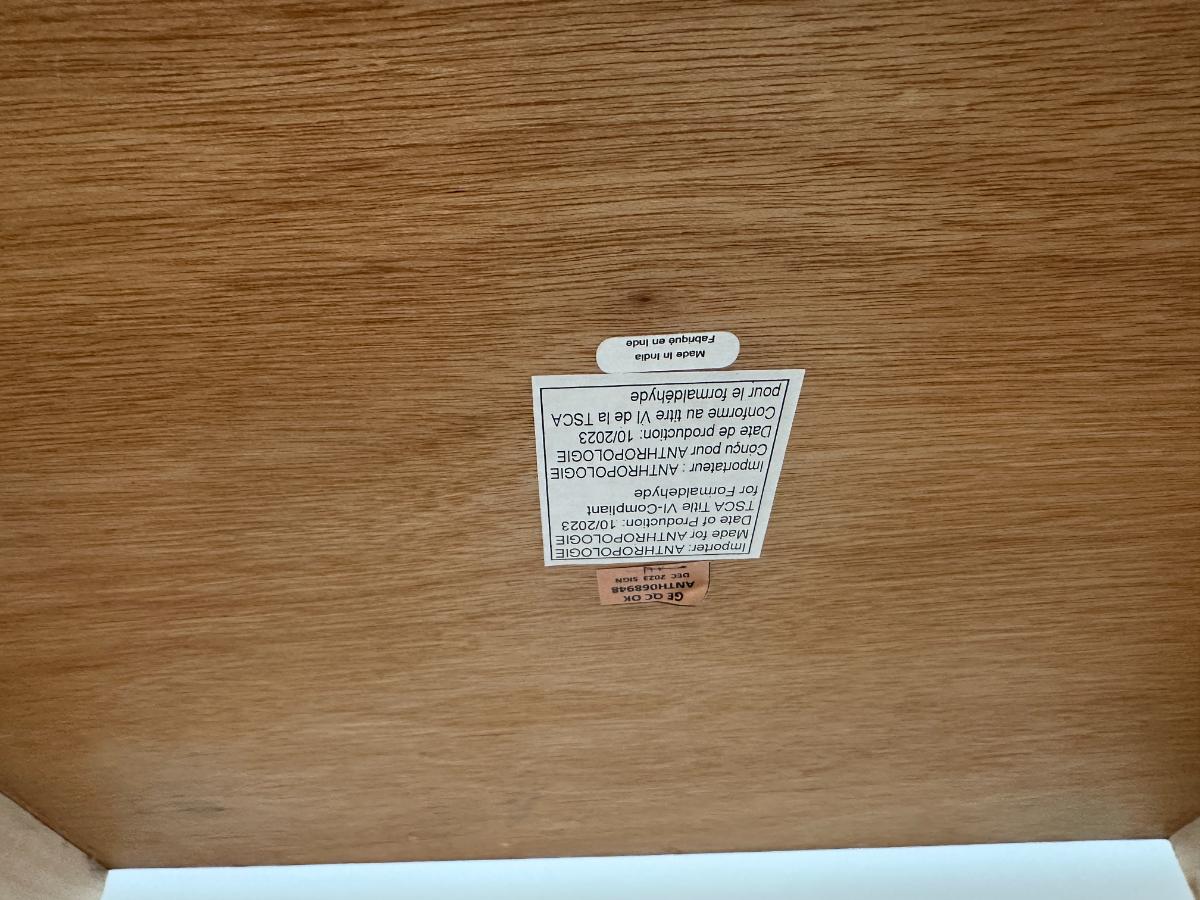 GE QC OK
ANTH068948
DEC 2023 SIGN
Importer: ANTHROPOLOGIE
Made for ANTHROPOLOGIE
Date of Production: 10/2023
TSCA Title VI-Compliant
for Formaldehyde
Importateur : ANTHROPOLOGIE
Conçu pour ANTHROPOLOGIE
Date de production: 10/2023
Conforme au titre VI de la TSCA
pour le formaldéhyde
Made In India
Fabriqué en Inde